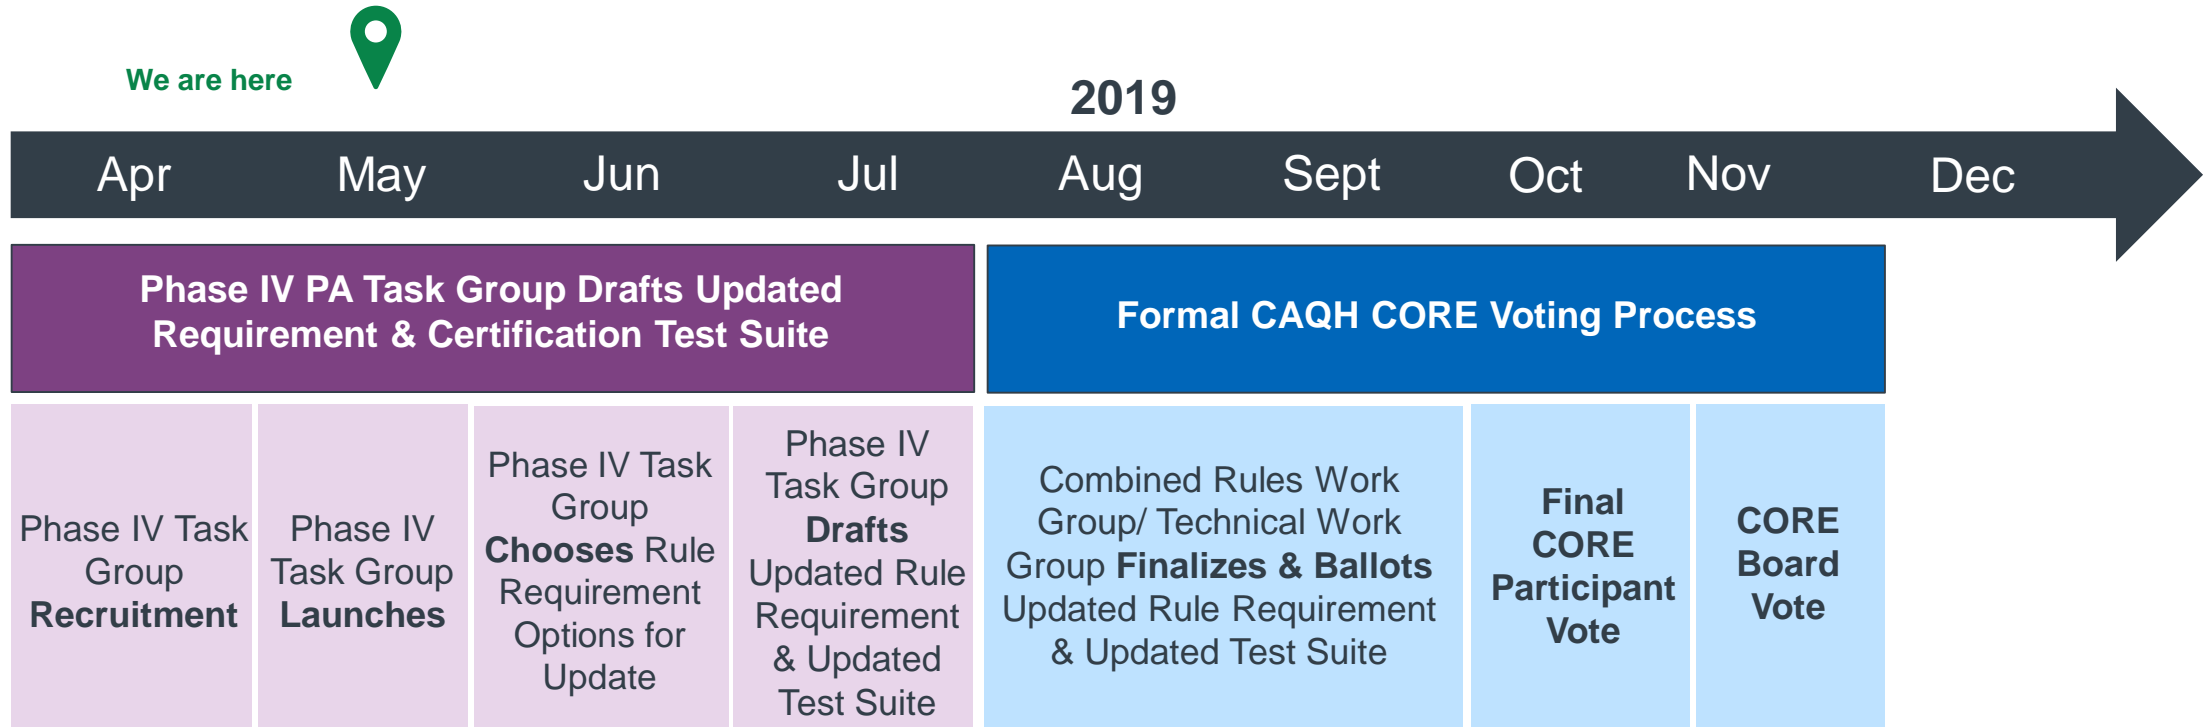 We are here
2019
Apr May Jun Jul Aug Sept Oct Nov Dec
Phase IV PA Task Group Drafts Updated
Requirement & Certification Test Suite
Formal CAQH CORE Voting Process
Phase IV Task
Group
Recruitment
Phase IV
Task Group
Launches
Phase IV Task
Group
Chooses Rule
Requirement
Options for
Update
Phase IV
Task Group
Drafts
Updated Rule
Requirement
& Updated
Test Suite
Combined Rules Work
Group/ Technical Work
Group Finalizes & Ballots
Updated Rule Requirement
& Updated Test Suite
Final
CORE
Participant
Vote
CORE
Board
Vote